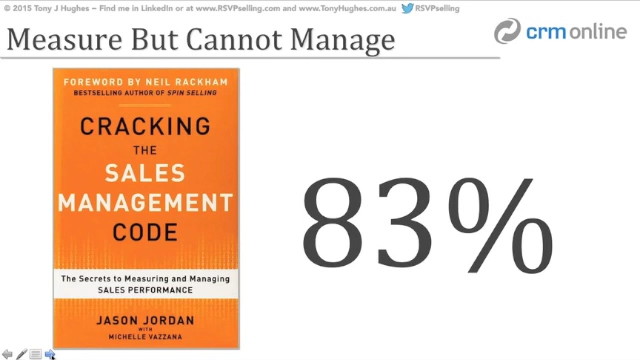 © 2015 Tony J Hughes ~ Find me in LinkedIn or at www.RSVPselling.com and www.TonyHughes.com.au RSVPselling
Measure But Cannot Manage
crmonline
FOREWORD BY NEIL RACKHAM
BESTSELLING AUTHOR OF SPIN SELLING
CRACKING
THE
SALES
MANAGEMENT
CODE
The Secrets to Measuring and Managing
SALES PERFORMANCE
JASON JORDAN
WITH
MICHELLE VAZZANA
83%